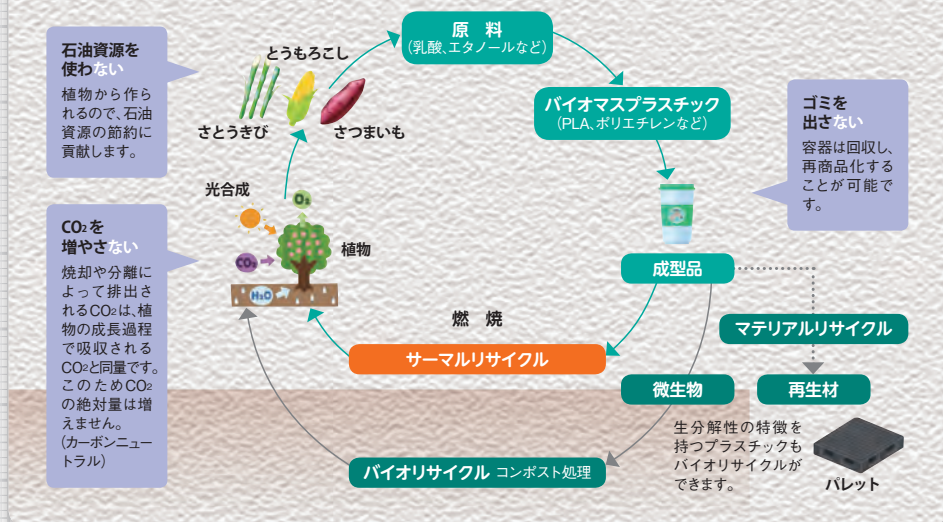 石油資源を
使わない
植物から作ら
れるので、石油
資源の節約に
貢献します。
とうもろこし
さとうきび
さつまいも
原 料
(乳酸、エタノールなど)
バイオマスプラスチック
(PLA、ポリエチレンなど)
ゴミを
出さない
容器は回収し、
再商品化する
ことが可能で
す。
光合成
O₂
CO₂
H₂O
植物
CO₂を
増やさない
焼却や分離に
よって排出さ
れるCO₂は、植
物の成長過程
で吸収される
CO₂と同量です。
このためCO₂
の絶対量は増
えません。
(カーボンニュー
トラル)
成型品
燃 焼
サーマルリサイクル
マテリアルリサイクル
微生物
再生材
生分解性の特徴を
持つプラスチックも
バイオリサイクルが
できます。
パレット
バイオリサイクル コンポスト処理